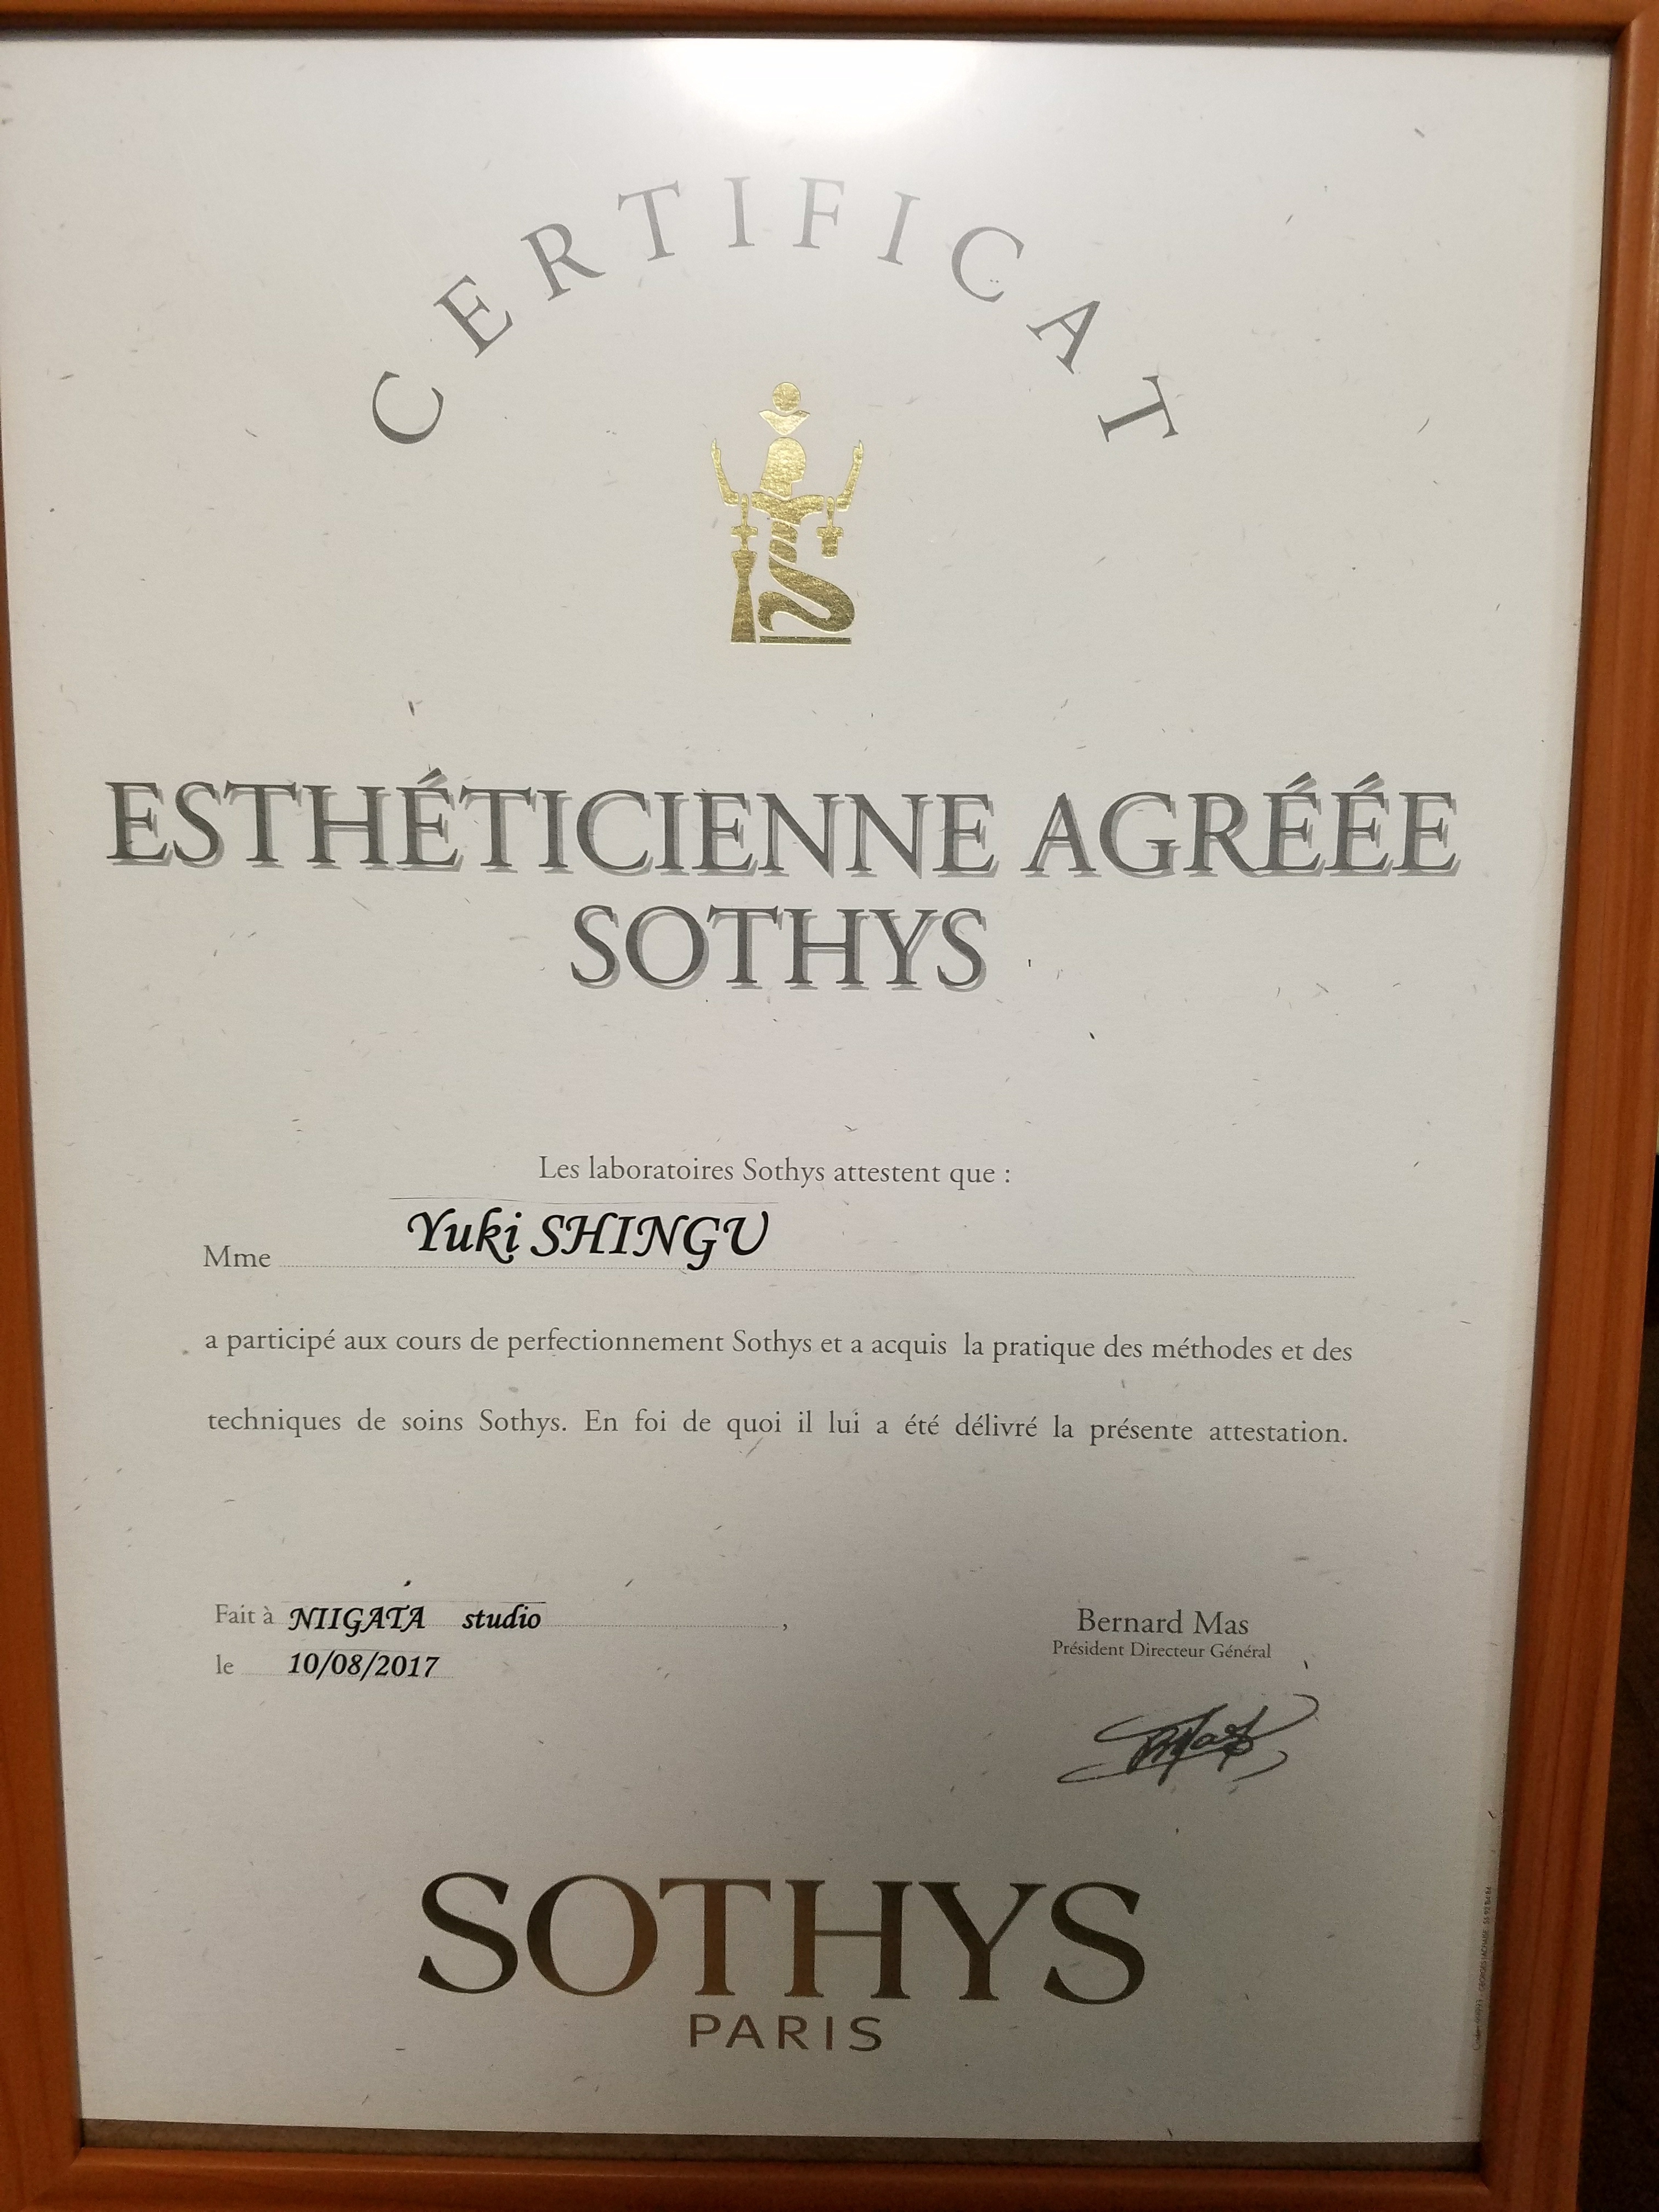 CERTIFICAT
ESTHÉTICIENNE AGRÉÉE
SOTHYS
Les laboratoires Sothys attestent que :
Mme Yuki SHINGU
a participé aux cours de perfectionnement Sothys et a acquis la pratique des méthodes et des
techniques de soins Sothys. En foi de quoi il lui a été délivré la présente attestation.
Fait à NIIGATA studio ,
le 10/08/2017
Bernard Mas
Président Directeur Général
SOTHYS
PARIS